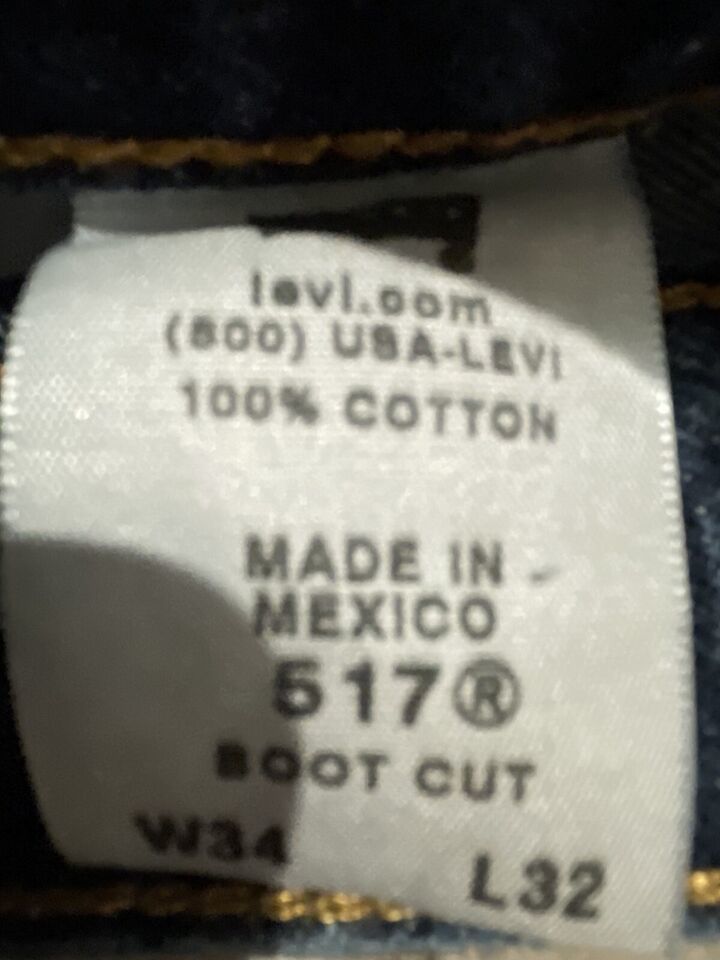 levi.com
(800) USA-LEVI
100% COTTON
MADE IN
MEXICO
517®
BOOT CUT
W34
L32